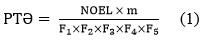 PTƏ = NOEL × m / F₁×F₂×F₃×F₄×F₅ (1)